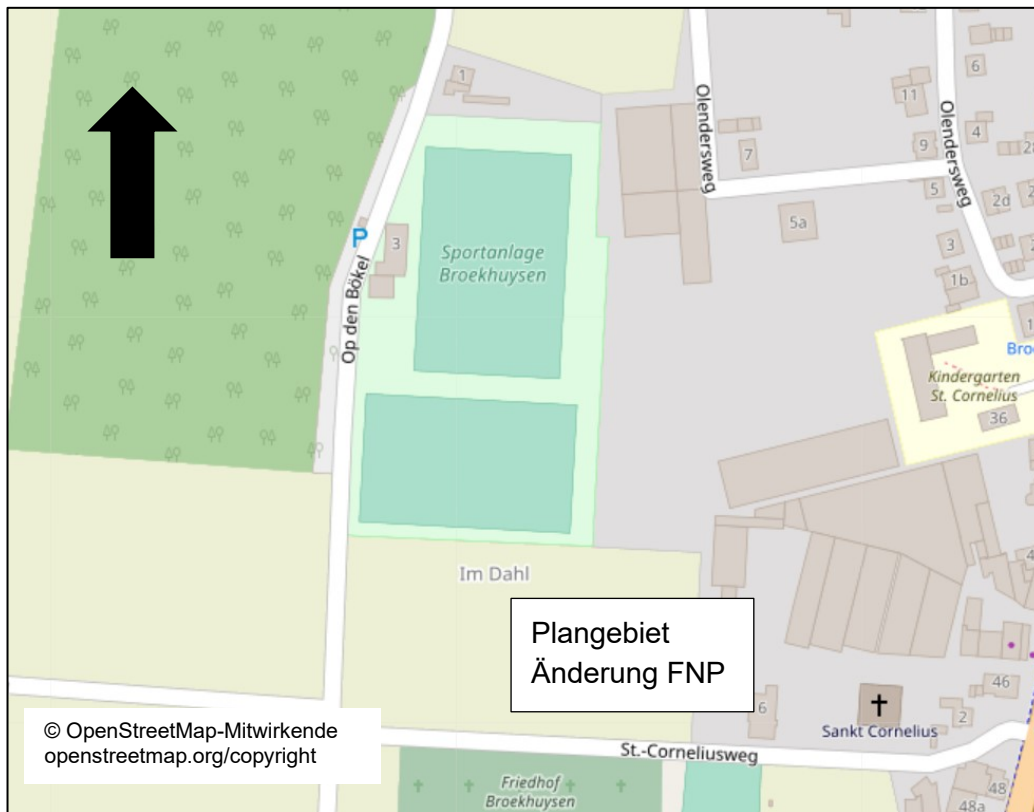 1
Olendersweg
11
6
4
9
7
5
2d
5a
3
1b
Olendersweg
P
3
Op den Bökel
Sportanlage
Broekhuysen
Kindergarten
St. Cornelius
36
Im Dahl
Plangebiet
Änderung FNP
6
Sankt Cornelius
2
46
© OpenStreetMap-Mitwirkende
openstreetmap.org/copyright
St.-Corneliusweg
Friedhof
Broekhuysen
48
48a